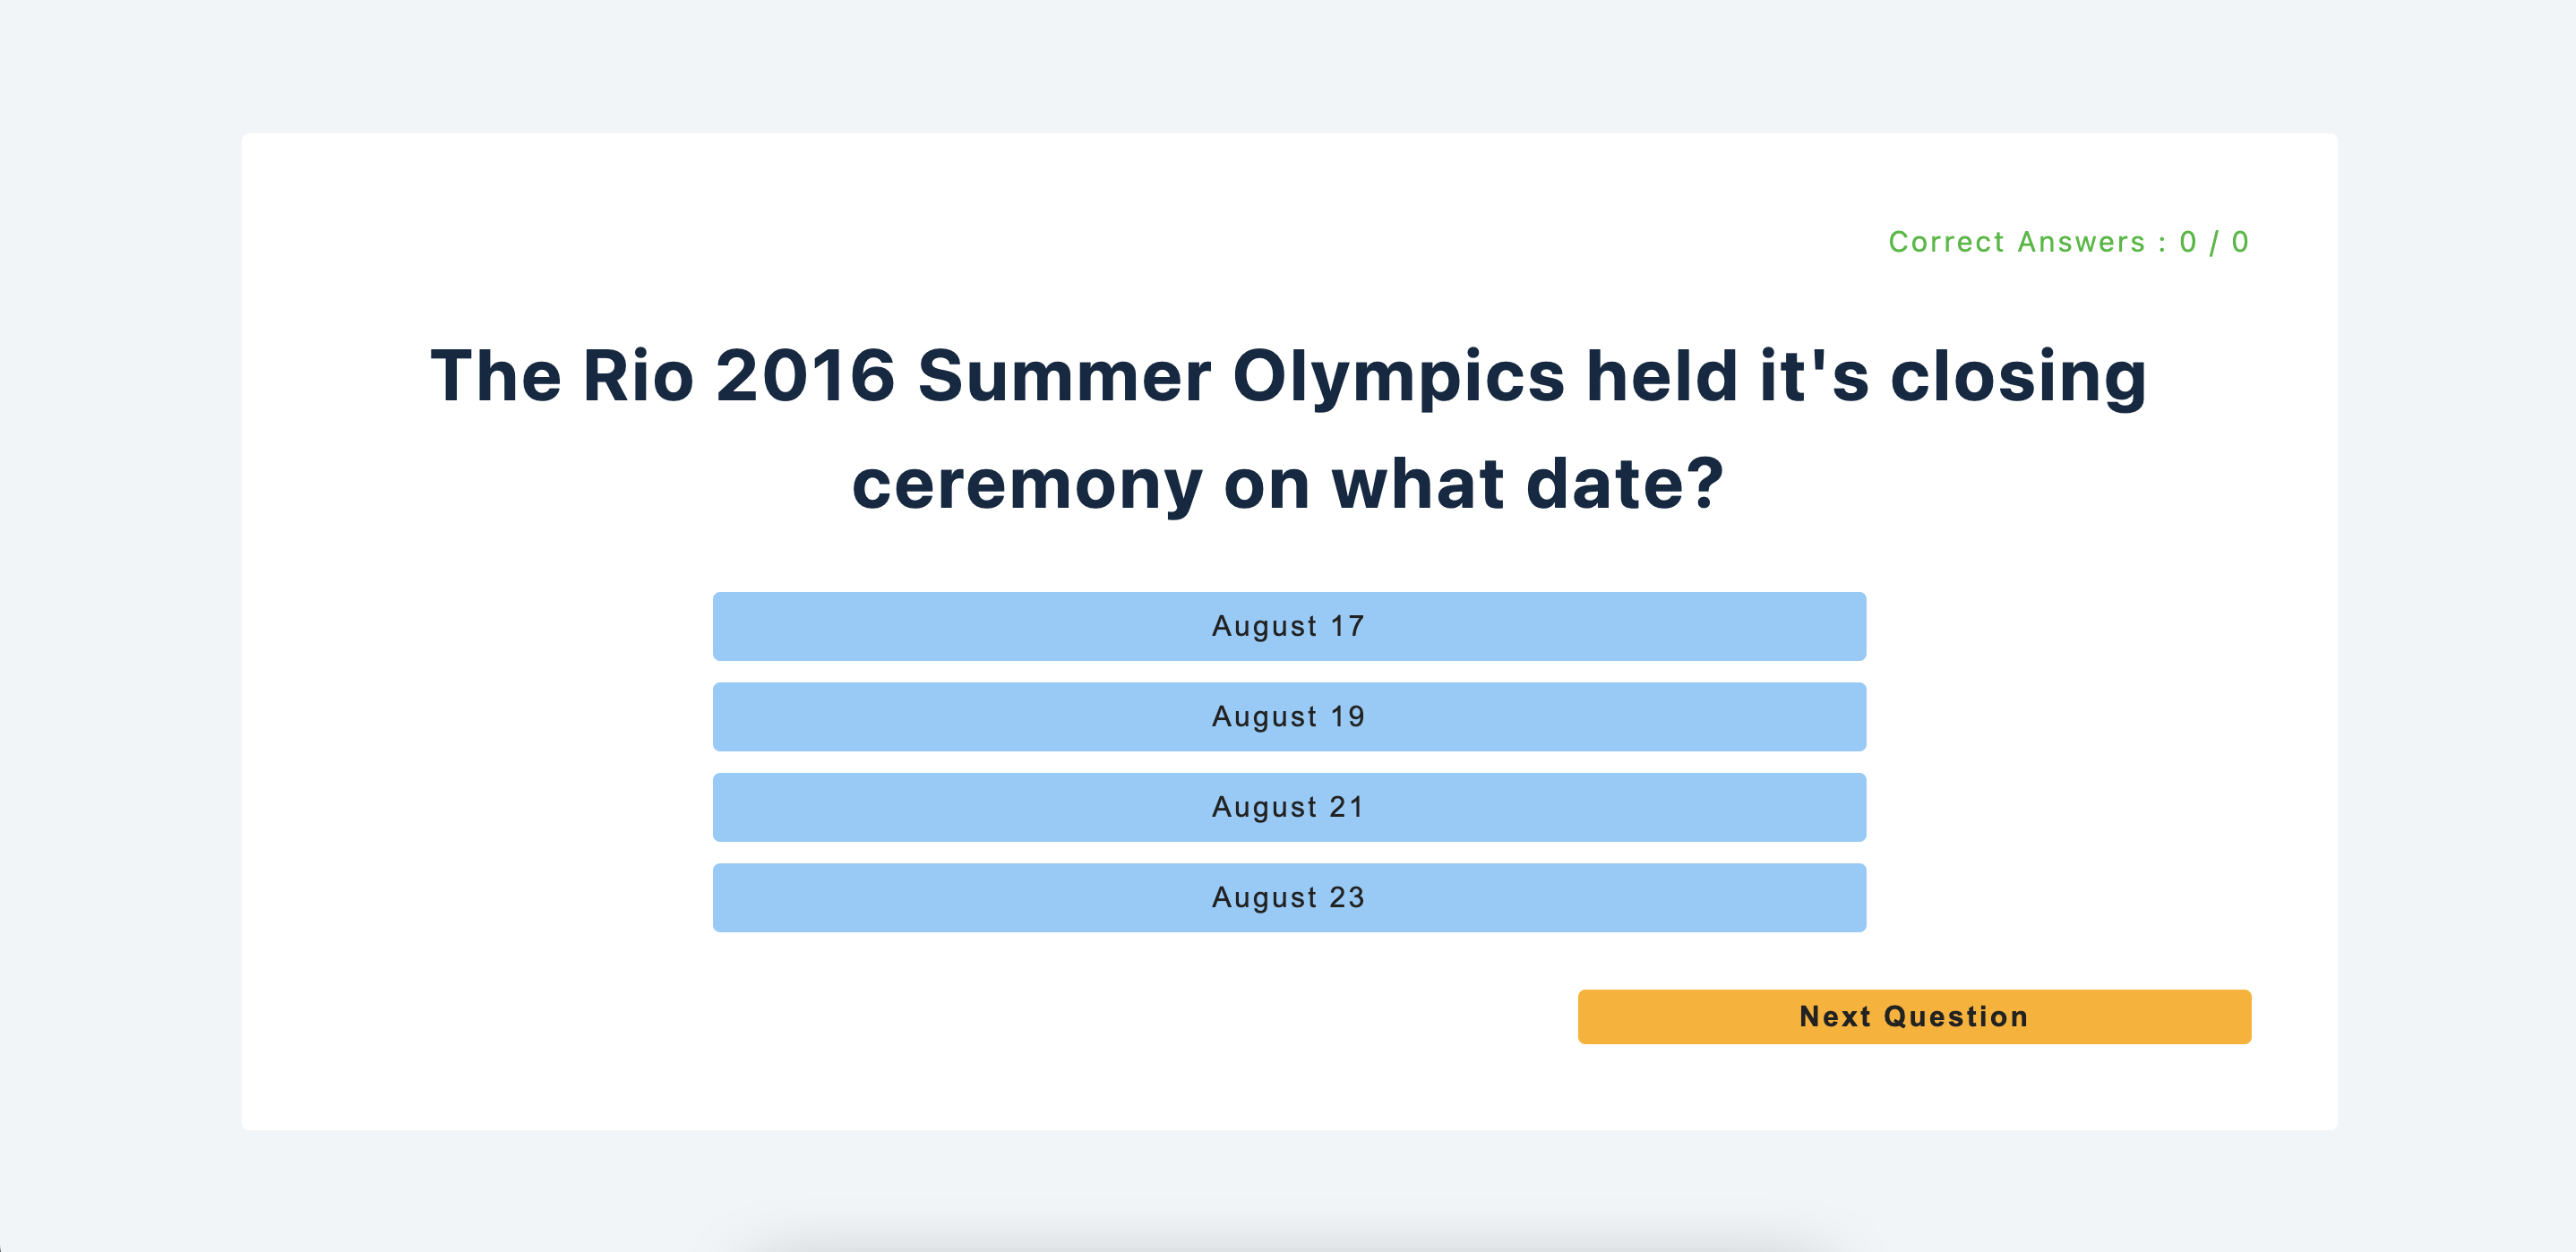 Correct Answers : 0 / 0
The Rio 2016 Summer Olympics held it's closing
ceremony on what date?
August 17
August 19
August 21
August 23
Next Question